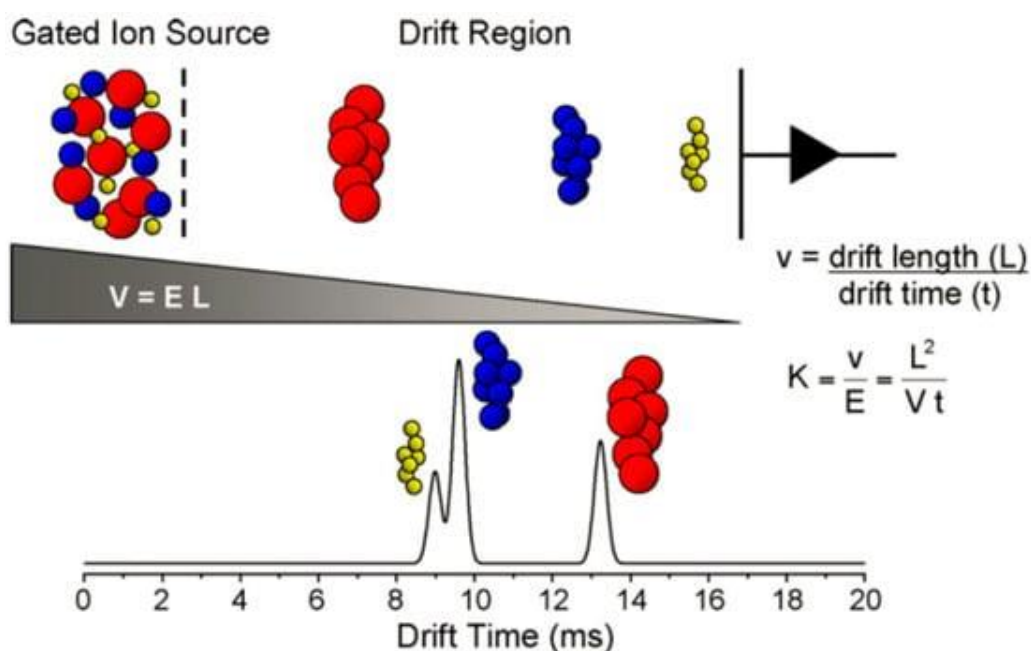 Gated Ion Source
Drift Region
V = E L
v = drift length (L)
drift time (t)
K = v/E = L²/V t
0 2 4 6 8 10 12 14 16 18 20
Drift Time (ms)